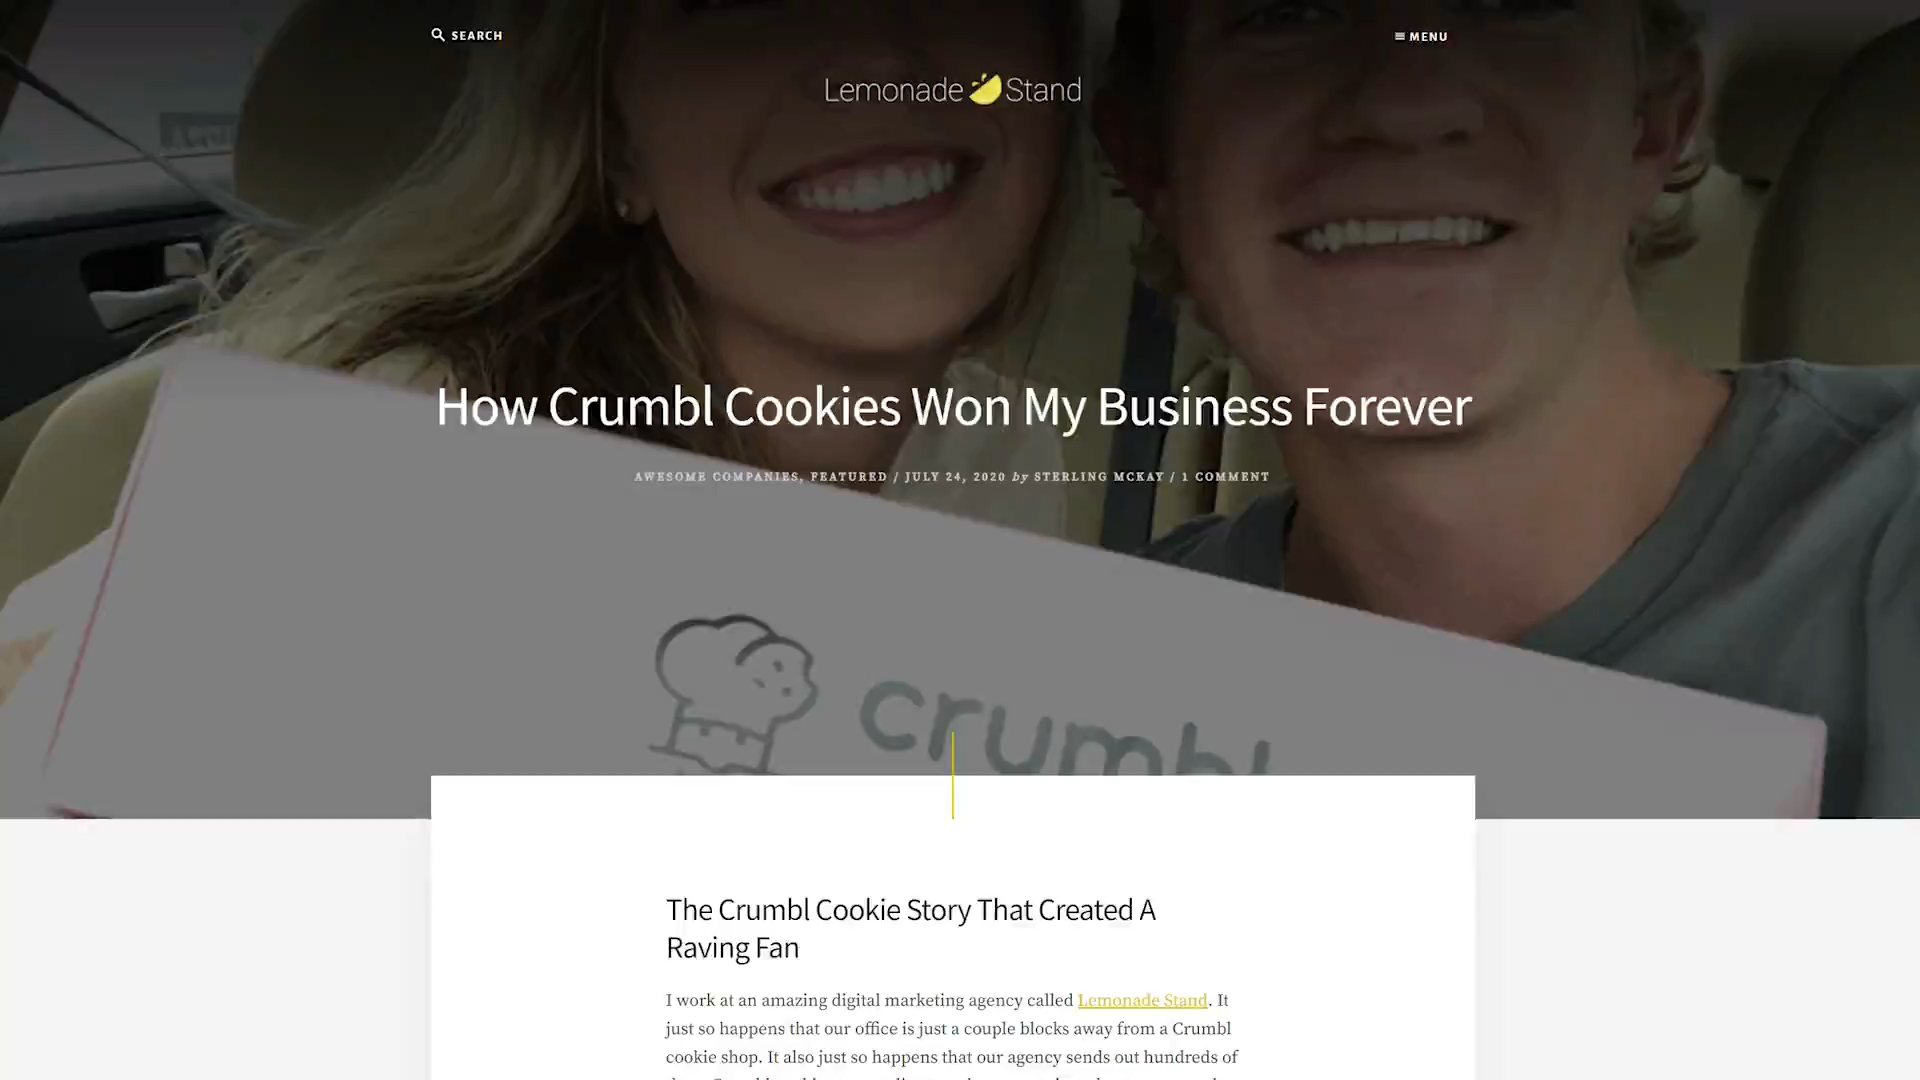 SEARCH
MENU
Lemonade Stand
How Crumbl Cookies Won My Business Forever
AWESOME COMPANIES, FEATURED / JULY 24, 2020 by STERLING MCKAY / 1 COMMENT
crumbl
The Crumbl Cookie Story That Created A
Raving Fan
I work at an amazing digital marketing agency called Lemonade Stand. It
just so happens that our office is just a couple blocks away from a Crumbl
cookie shop. It also just so happens that our agency sends out hundreds of